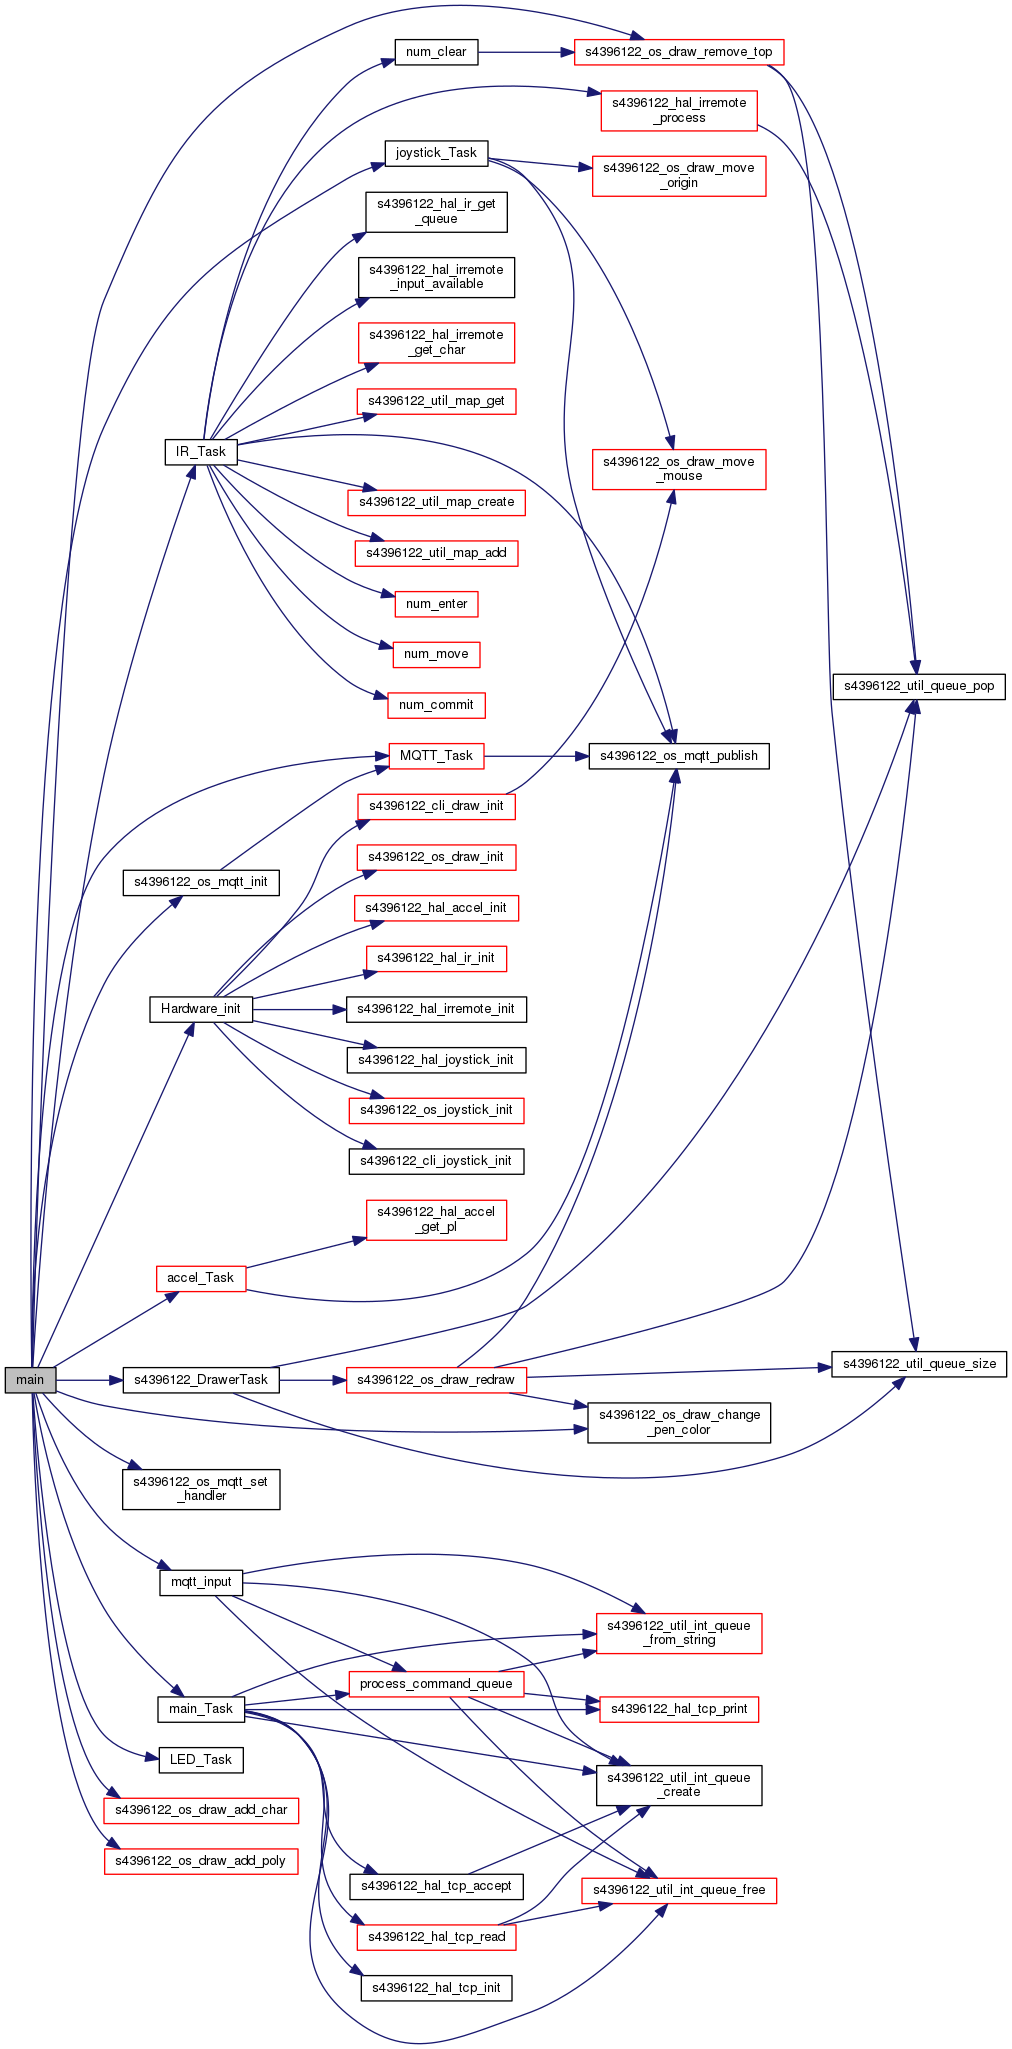 num_clear
s4396122_os_draw_remove_top
s4396122_hal_irremote
_process
joystick_Task
s4396122_os_draw_move
_origin
s4396122_hal_ir_get
_queue
s4396122_hal_irremote
_input_available
s4396122_hal_irremote
_get_char
s4396122_util_map_get
IR_Task
s4396122_os_draw_move
_mouse
s4396122_util_map_create
s4396122_util_map_add
num_enter
num_move
s4396122_util_queue_pop
num_commit
MQTT_Task
s4396122_os_mqtt_publish
s4396122_cli_draw_init
s4396122_os_draw_init
s4396122_os_mqtt_init
s4396122_hal_accel_init
s4396122_hal_ir_init
Hardware_init
s4396122_hal_irremote_init
s4396122_hal_joystick_init
s4396122_os_joystick_init
s4396122_cli_joystick_init
s4396122_hal_accel
_get_pl
accel_Task
s4396122_util_queue_size
main
s4396122_DrawerTask
s4396122_os_draw_redraw
s4396122_os_draw_change
_pen_color
s4396122_os_mqtt_set
_handler
mqtt_input
s4396122_util_int_queue
_from_string
process_command_queue
main_Task
s4396122_hal_tcp_print
LED_Task
s4396122_util_int_queue
_create
s4396122_os_draw_add_char
s4396122_os_draw_add_poly
s4396122_hal_tcp_accept
s4396122_util_int_queue_free
s4396122_hal_tcp_read
s4396122_hal_tcp_init